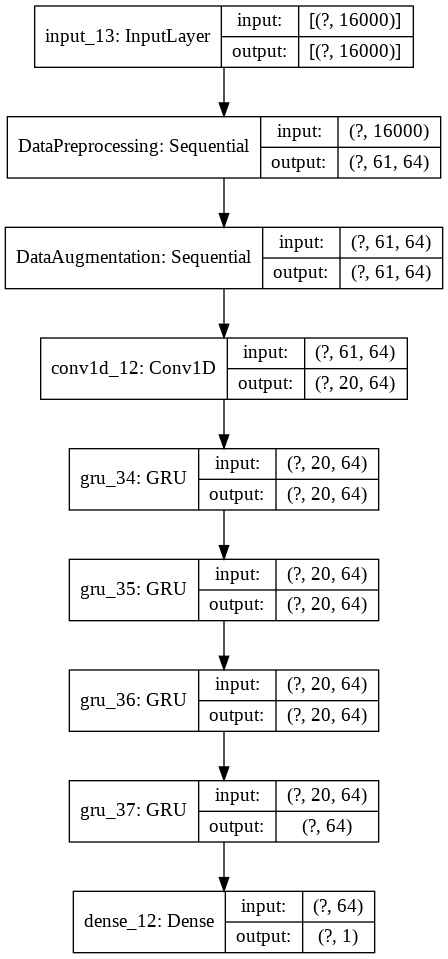 input_13: InputLayer
input: [(?, 16000)]
output: [(?, 16000)]
DataPreprocessing: Sequential
input: (?, 16000)
output: (?, 61, 64)
DataAugmentation: Sequential
input: (?, 61, 64)
output: (?, 61, 64)
conv1d_12: Conv1D
input: (?, 61, 64)
output: (?, 20, 64)
gru_34: GRU
input: (?, 20, 64)
output: (?, 20, 64)
gru_35: GRU
input: (?, 20, 64)
output: (?, 20, 64)
gru_36: GRU
input: (?, 20, 64)
output: (?, 20, 64)
gru_37: GRU
input: (?, 20, 64)
output: (?, 64)
dense_12: Dense
input: (?, 64)
output: (?, 1)